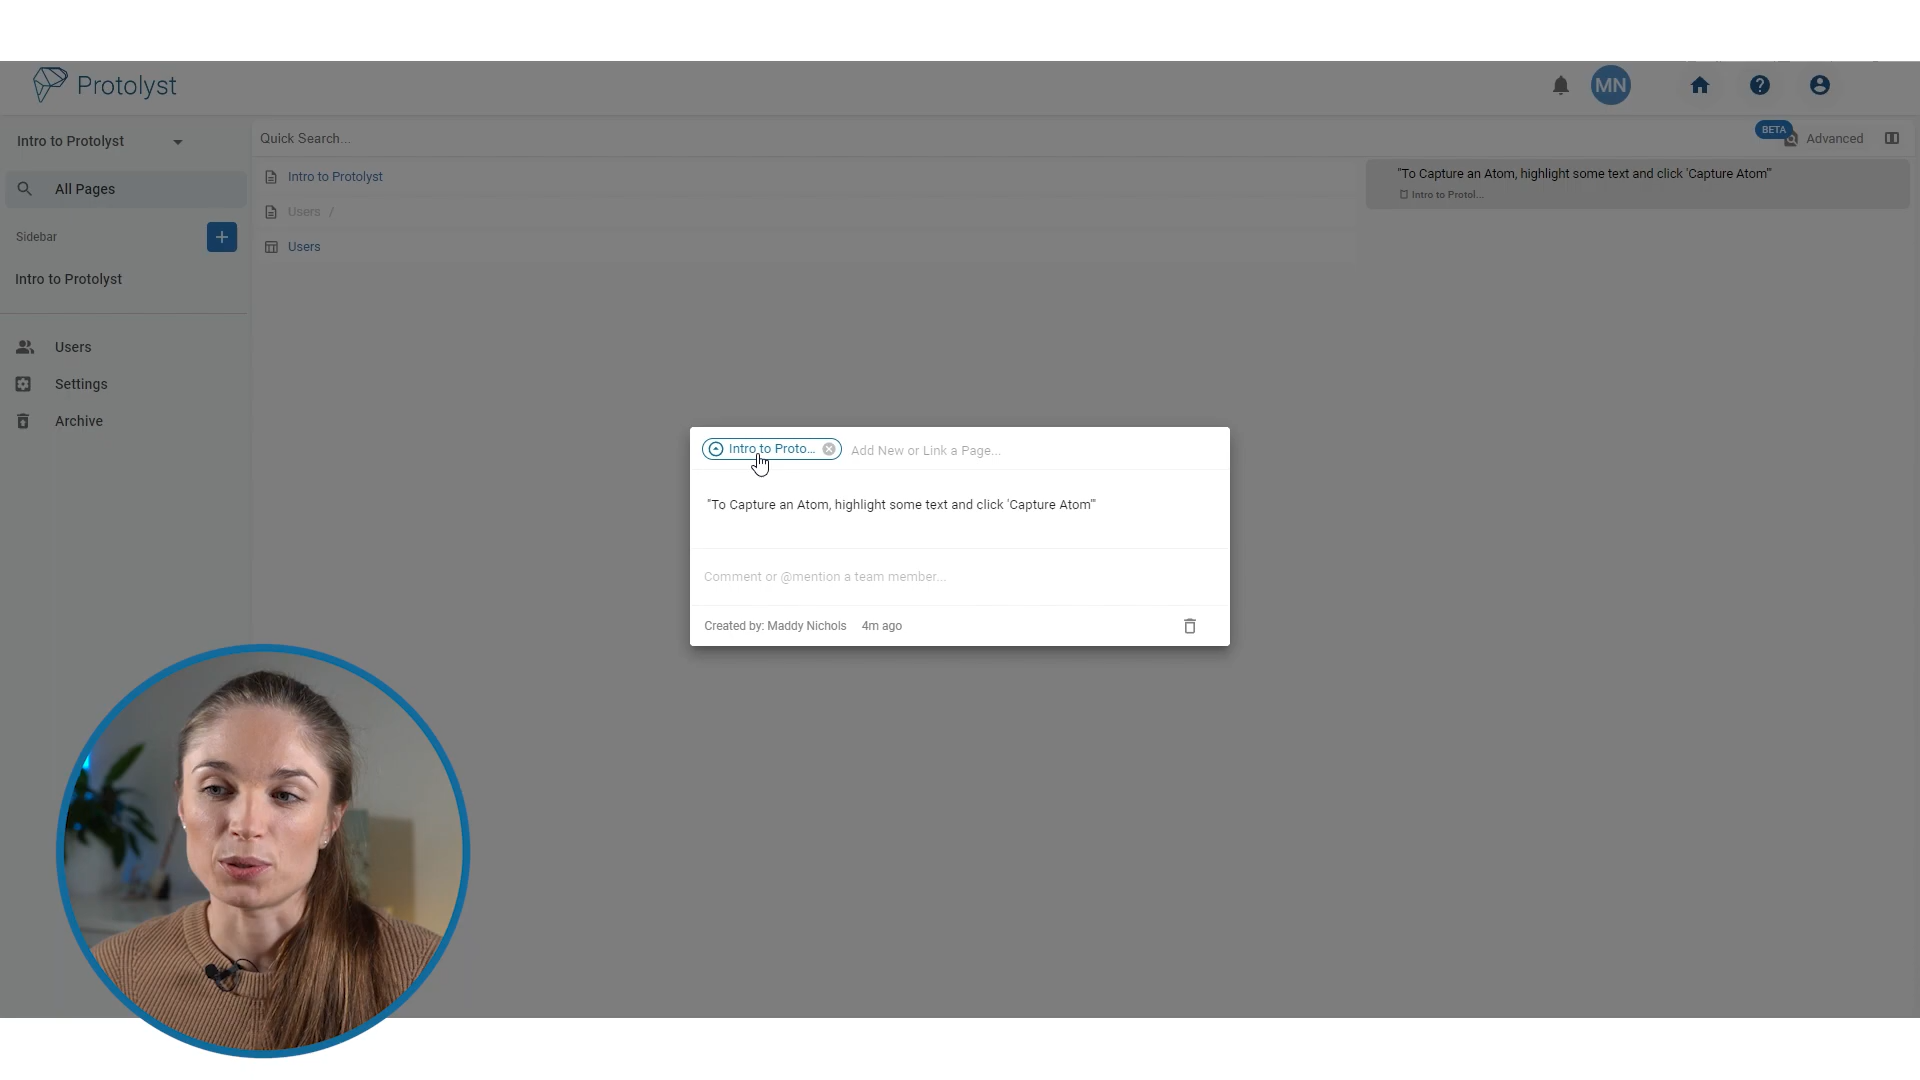 Protolyst
MN
Intro to Protolyst
Quick Search...
BETA
Advanced
All Pages
Intro to Protolyst
"To Capture an Atom, highlight some text and click 'Capture Atom'"
Intro to Protol...
Users /
Sidebar
+
Users
Intro to Protolyst
Users
Settings
Archive
Intro to Proto...
Add New or Link a Page...
"To Capture an Atom, highlight some text and click 'Capture Atom'"
Comment or @mention a team member...
Created by: Maddy Nichols 4m ago